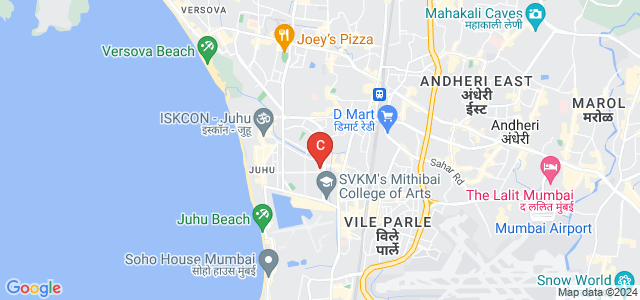 VERSOVA
Mahakali Caves
महाकाली लेणी
Joey's Pizza
Versova Beach
ANDHERI EAST
अंधेरी
ईस्ट
MAROL
मरोळ
ISKCON - Juhu
इस्कॉन - जुहू
D Mart
डिमार्ट रेडी
Andheri
अंधेरी
C
Sahar Rd
JUHU
SVKM's Mithibai
College of Arts
The Lalit Mumbai
द ललित मुंबई
Juhu Beach
VILE PARLE
विले
पार्ले
Mumbai Airport
Soho House Mumbai
सोहो हाउस मुंबई
Snow World
Google
Map data ©2024